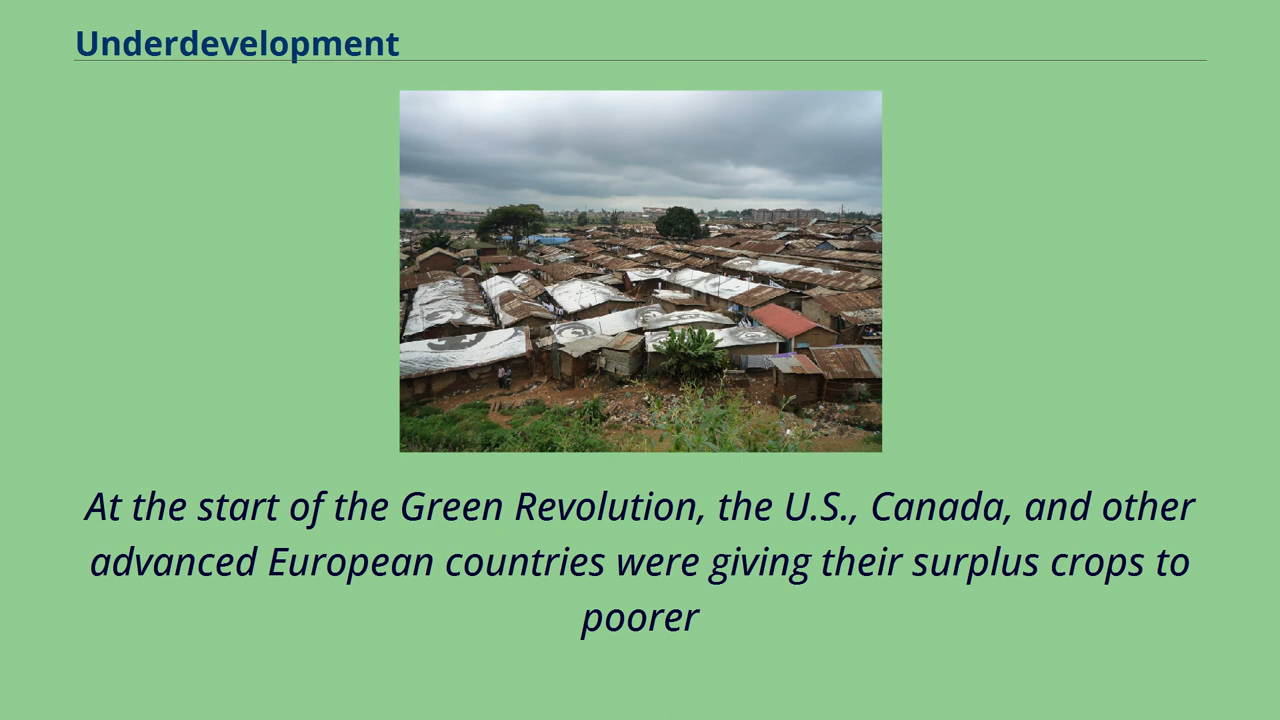 Underdevelopment
At the start of the Green Revolution, the U.S., Canada, and other
advanced European countries were giving their surplus crops to
poorer